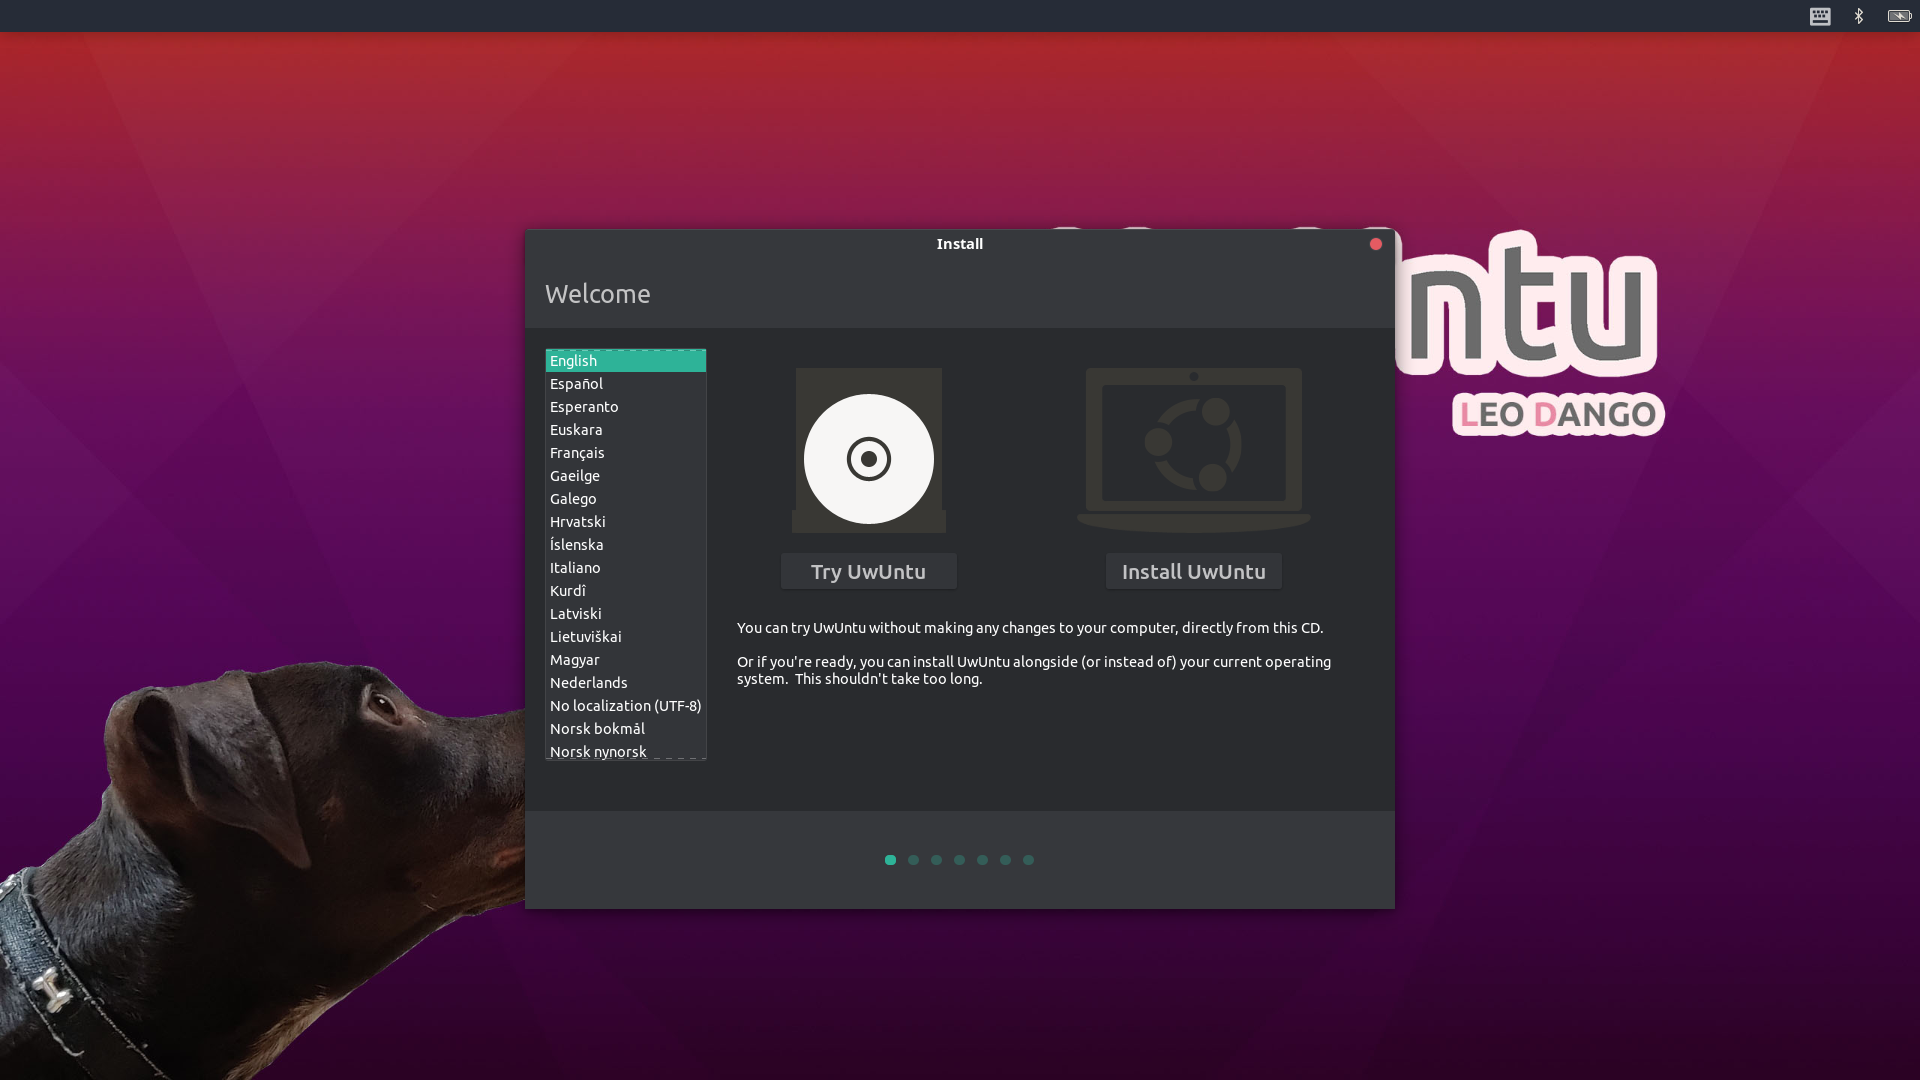 Install
Welcome
English
Español
Esperanto
Euskara
Français
Gaeilge
Galego
Hrvatski
Íslenska
Italiano
Kurdî
Latviski
Lietuviškai
Magyar
Nederlands
No localization (UTF-8)
Norsk bokmål
Norsk nynorsk
Try UwUntu
Install UwUntu
You can try UwUntu without making any changes to your computer, directly from this CD.
Or if you're ready, you can install UwUntu alongside (or instead of) your current operating
system.  This shouldn't take too long.
ntu
LEO DANGO